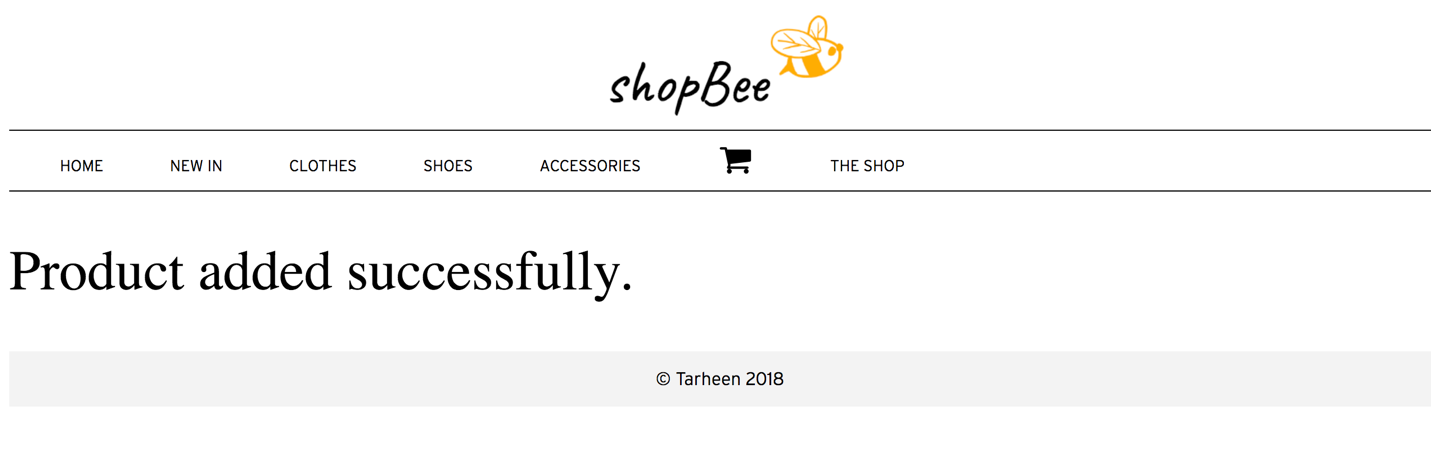 shopBee
HOME NEW IN CLOTHES SHOES ACCESSORIES THE SHOP
Product added successfully.
© Tarheen 2018